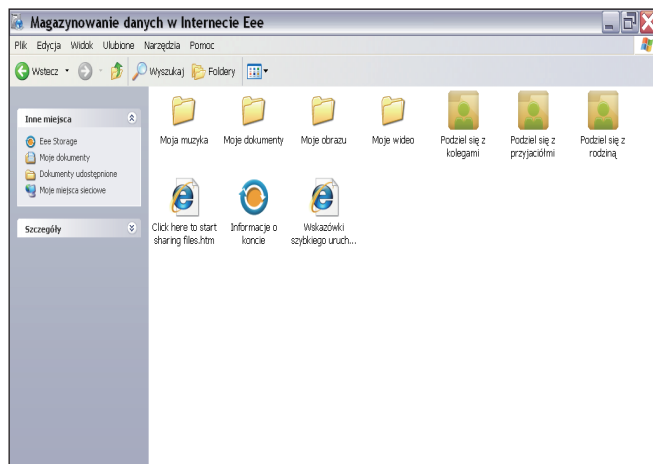 Magazynowanie danych w Internecie Eee
Plik Edycja Widok Ulubione Narzędzia Pomoc
Wstecz Wyszukaj Foldery
Inne miejsca
Eee Storage
Moje dokumenty
Dokumenty udostępnione
Moje miejsca sieciowe
Szczegóły
Moja muzyka
Moje dokumenty
Moje obrazu
Moje wideo
Podziel się z
kolegami
Podziel się z
przyjaciółmi
Podziel się z
rodziną
Click here to start
sharing files.htm
Informacje o
koncie
Wskazówki
szybkiego uruch...